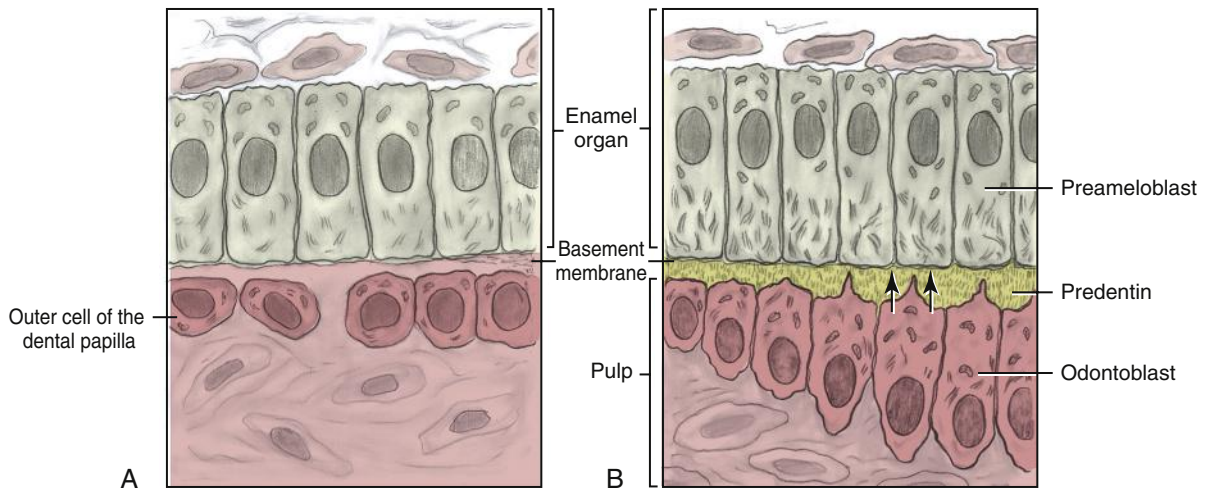 Enamel
organ
Preameloblast
Basement
membrane
Predentin
Outer cell of the
dental papilla
Pulp
Odontoblast
A
B